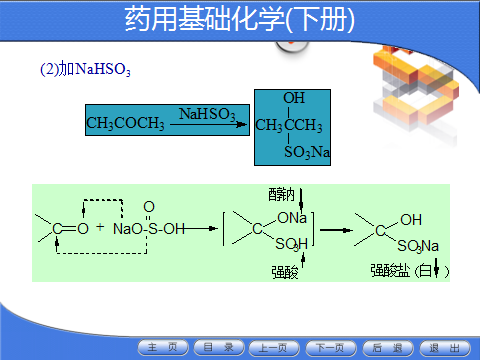 药用基础化学(下册)
(2)加NaHSO3
CH3COCH3 NaHSO3
OH
CH3CCH3
SO3Na
C=O + NaO-S-OH
O
醇钠
C ONa
SO3H
强酸
C OH
SO3Na
强酸盐 (白↓)
主 页 目 录 上一页 下一页 后 退 退 出